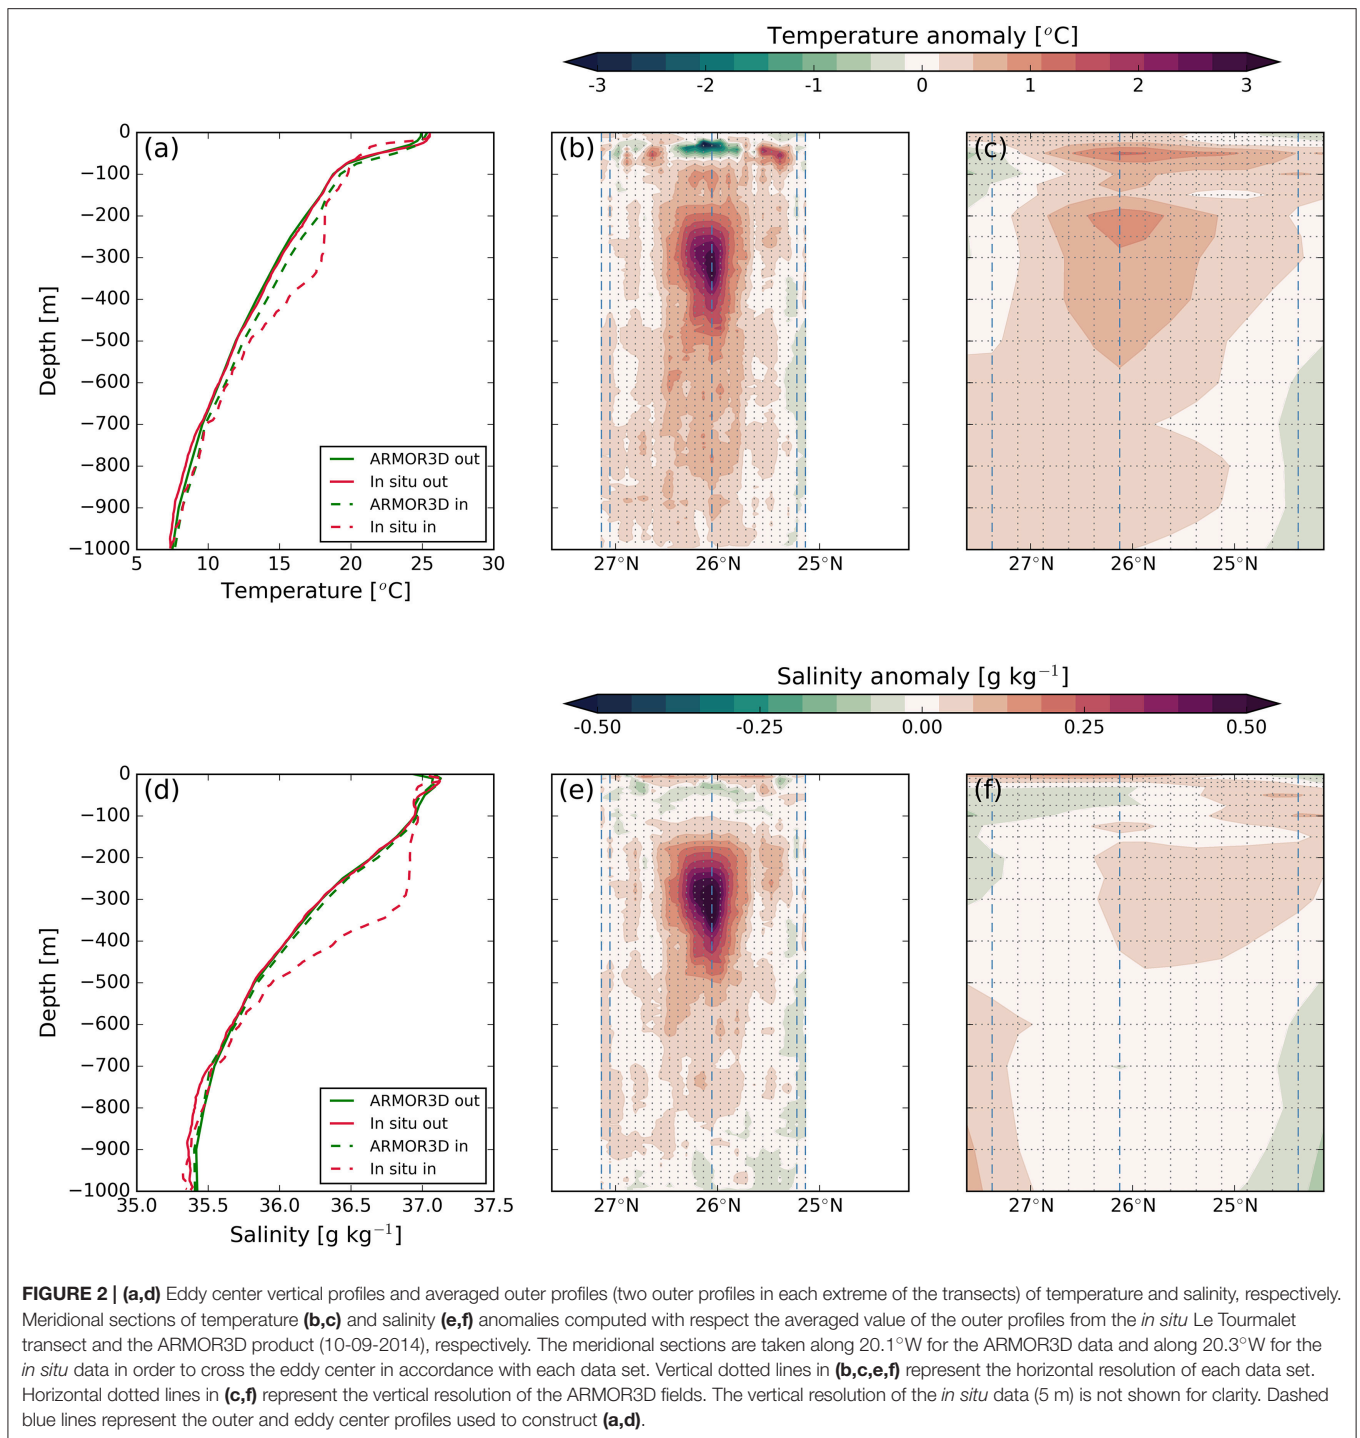 Temperature anomaly [°C]
-3 -2 -1 0 1 2 3
(a)
0
−100
−200
−300
−400
−500
−600
−700
−800
−900
−1000
Depth [m]
ARMOR3D out
In situ out
ARMOR3D in
In situ in
5 10 15 20 25 30
Temperature [°C]
(b)
27°N 26°N 25°N
(c)
27°N 26°N 25°N
Salinity anomaly [g kg⁻¹]
-0.50 -0.25 0.00 0.25 0.50
(d)
0
−100
−200
−300
−400
−500
−600
−700
−800
−900
−1000
Depth [m]
ARMOR3D out
In situ out
ARMOR3D in
In situ in
35.0 35.5 36.0 36.5 37.0 37.5
Salinity [g kg⁻¹]
(e)
27°N 26°N 25°N
(f)
27°N 26°N 25°N
FIGURE 2 | (a,d) Eddy center vertical profiles and averaged outer profiles (two outer profiles in each extreme of the transects) of temperature and salinity, respectively.
Meridional sections of temperature (b,c) and salinity (e,f) anomalies computed with respect the averaged value of the outer profiles from the in situ Le Tourmalet
transect and the ARMOR3D product (10-09-2014), respectively. The meridional sections are taken along 20.1°W for the ARMOR3D data and along 20.3°W for the
in situ data in order to cross the eddy center in accordance with each data set. Vertical dotted lines in (b,c,e,f) represent the horizontal resolution of each data set.
Horizontal dotted lines in (c,f) represent the vertical resolution of the ARMOR3D fields. The vertical resolution of the in situ data (5 m) is not shown for clarity. Dashed
blue lines represent the outer and eddy center profiles used to construct (a,d).